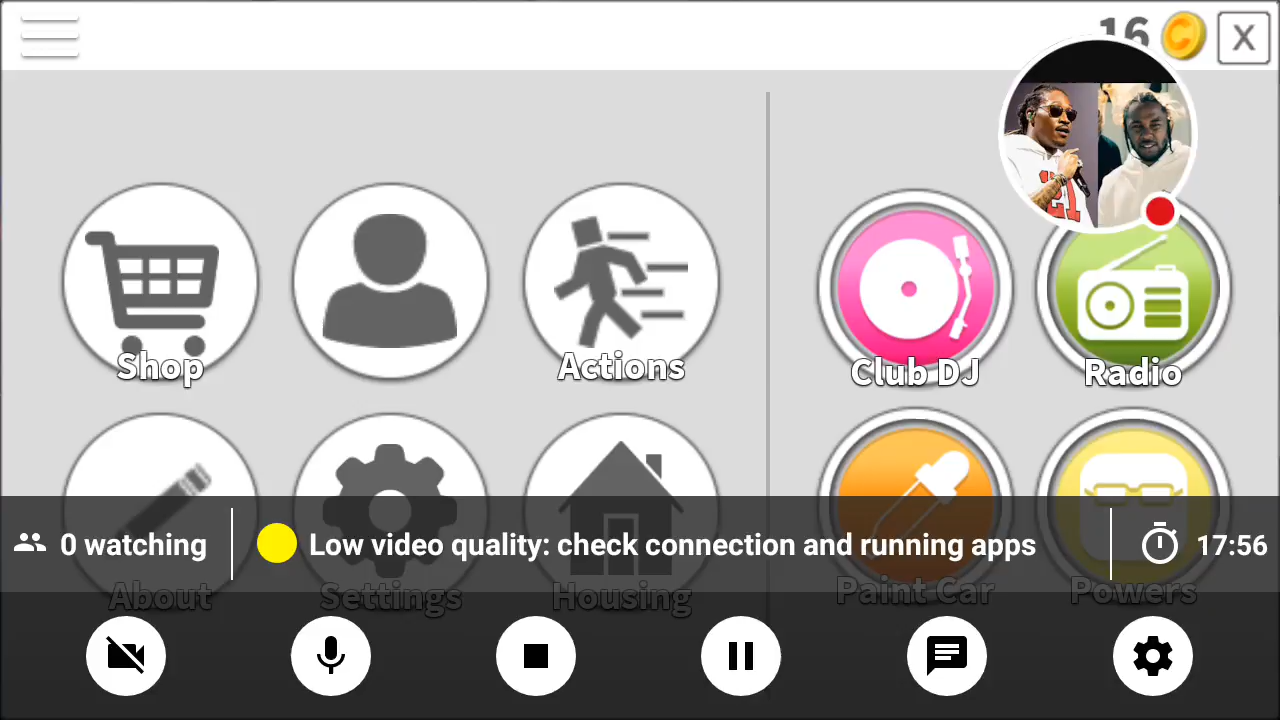 16
X
Shop
Actions
Club DJ
Radio
21
0 watching
Low video quality: check connection and running apps
17:56
About
Settings
Housing
Paint Car
Powers